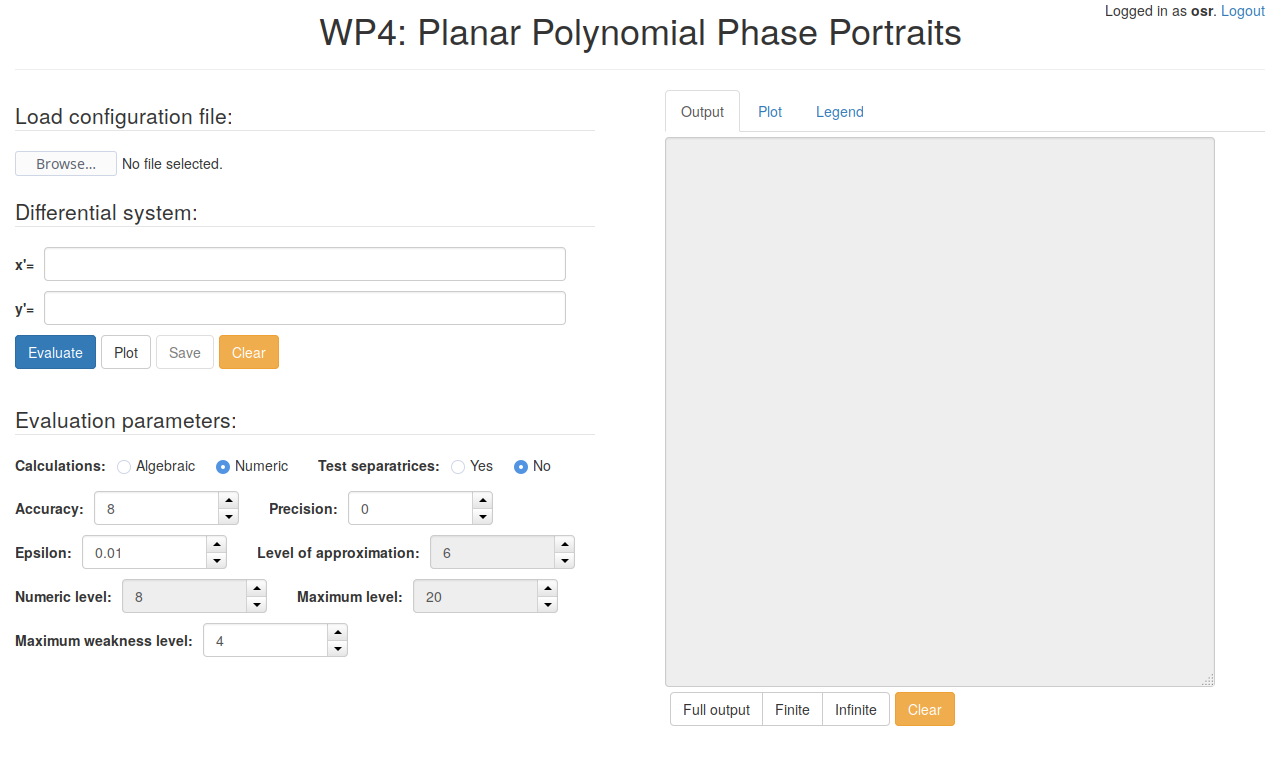 Logged in as osr. Logout
WP4: Planar Polynomial Phase Portraits
Load configuration file:
Browse... No file selected.
Differential system:
x'=
y'=
Evaluate Plot Save Clear
Evaluation parameters:
Calculations: Algebraic Numeric Test separatrices: Yes No
Accuracy: 8 Precision: 0
Epsilon: 0.01 Level of approximation: 6
Numeric level: 8 Maximum level: 20
Maximum weakness level: 4
Output Plot Legend
Full output Finite Infinite Clear